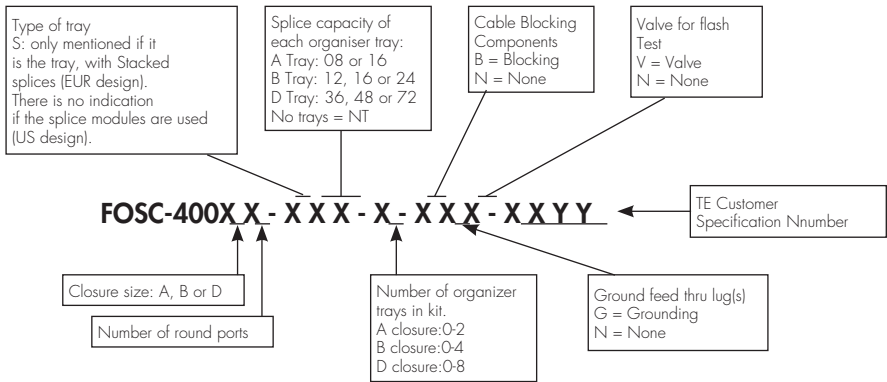 Type of tray
S: only mentioned if it
is the tray, with Stacked
splices (EUR design).
There is no indication
if the splice modules are used
(US design).
Splice capacity of
each organiser tray:
A Tray: 08 or 16
B Tray: 12, 16 or 24
D Tray: 36, 48 or 72
No trays = NT
Cable Blocking
Components
B = Blocking
N = None
Valve for flash
Test
V = Valve
N = None
FOSC-400X X - X X X - X - X X X - X X Y Y
TE Customer
Specification Nnumber
Closure size: A, B or D
Number of round ports
Number of organizer
trays in kit.
A closure:0-2
B closure:0-4
D closure:0-8
Ground feed thru lug(s)
G = Grounding
N = None